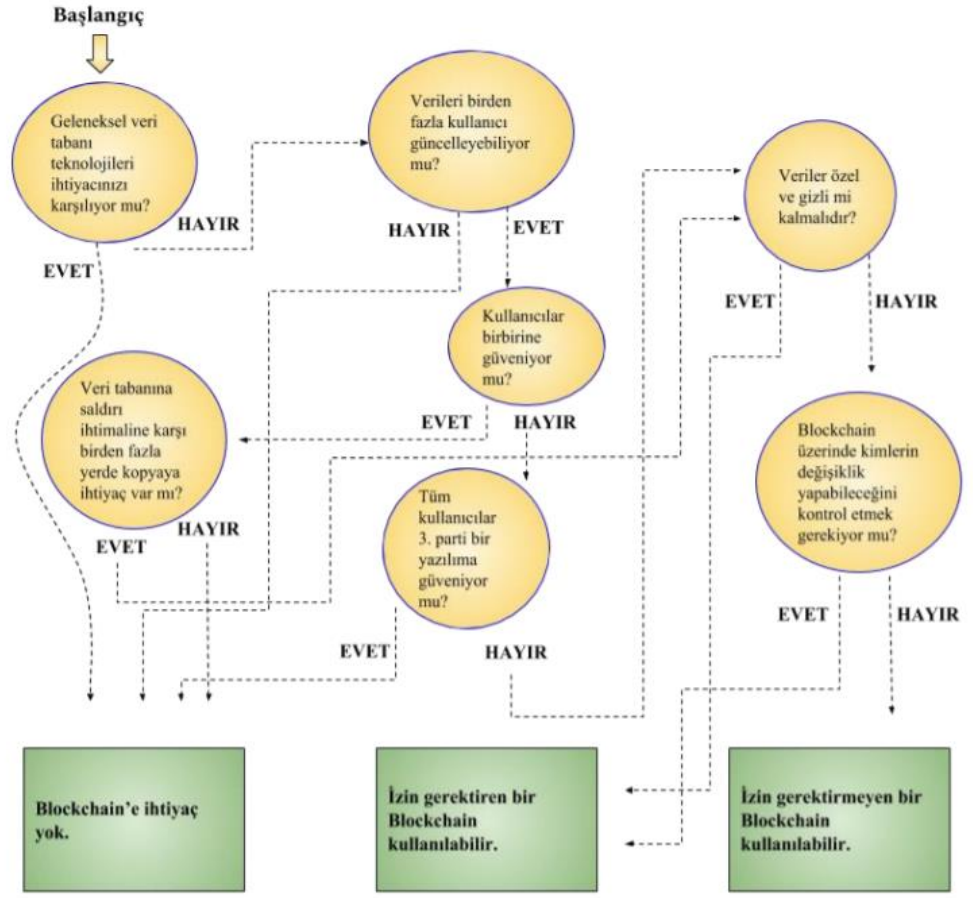 Başlangıç
Geleneksel veri
tabanı
teknolojileri
ihtiyacınızı
karşılıyor mu?
HAYIR
EVET
Verileri birden
fazla kullanıcı
güncelleyebiliyor
mu?
HAYIR
EVET
Veriler özel
ve gizli mi
kalmalıdır?
EVET
HAYIR
Kullanıcılar
birbirine
güveniyor
mu?
EVET
HAYIR
Veri tabanına
saldırı
ihtimaline karşı
birden fazla
yerde kopyaya
ihtiyaç var mı?
EVET
HAYIR
Tüm
kullanıcılar
3. parti bir
yazılıma
güveniyor
mu?
EVET
HAYIR
Blockchain
üzerinde kimlerin
değişiklik
yapabileceğini
kontrol etmek
gerekiyor mu?
EVET
HAYIR
Blockchain’e ihtiyaç
yok.
İzin gerektiren bir
Blockchain
kullanılabilir.
İzin gerektirmeyen bir
Blockchain
kullanılabilir.